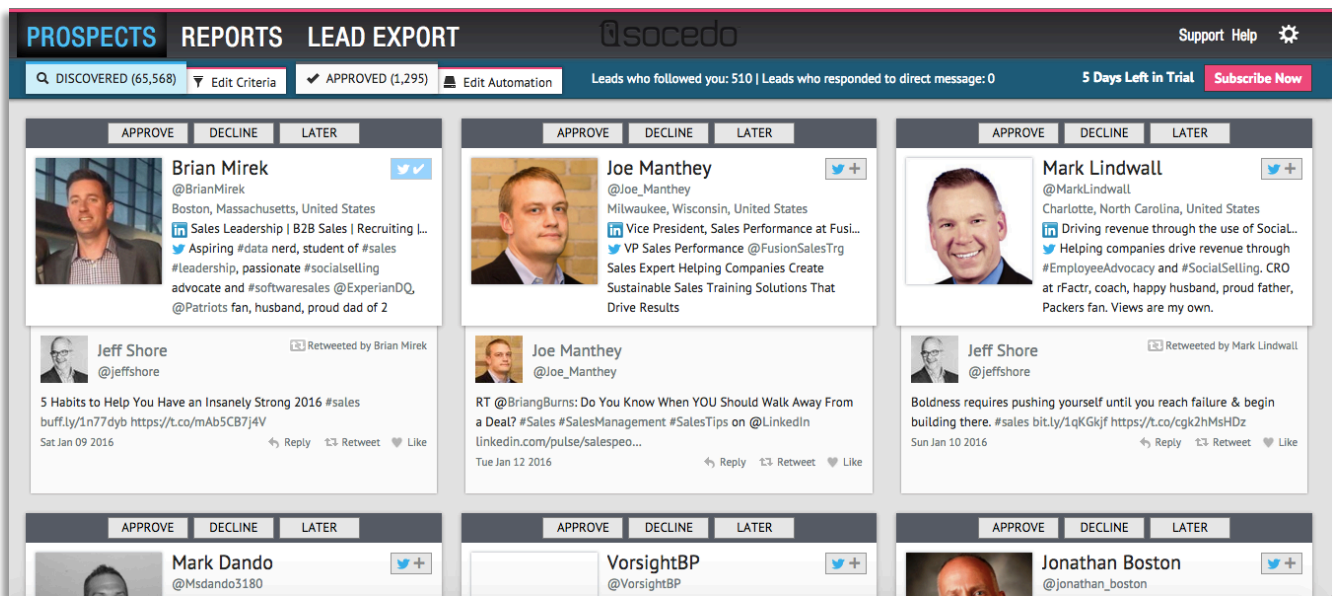 PROSPECTS REPORTS LEAD EXPORT socedo Support Help
DISCOVERED (65,568) Edit Criteria APPROVED (1,295) Edit Automation Leads who followed you: 510 | Leads who responded to direct message: 0 5 Days Left in Trial Subscribe Now
APPROVE DECLINE LATER
Brian Mirek
@BrianMirek
Boston, Massachusetts, United States
in Sales Leadership | B2B Sales | Recruiting |...
Aspiring #data nerd, student of #sales
#leadership, passionate #socialselling
advocate and #softwaresales @ExperianDQ,
@Patriots fan, husband, proud dad of 2
Jeff Shore
Retweeted by Brian Mirek
@jeffshore
5 Habits to Help You Have an Insanely Strong 2016 #sales
buff.ly/1n77dyb https://t.co/mAb5CB7j4V
Sat Jan 09 2016 Reply Retweet Like
APPROVE DECLINE LATER
Joe Manthey
@Joe_Manthey
Milwaukee, Wisconsin, United States
in Vice President, Sales Performance at Fusi...
VP Sales Performance @FusionSalesTrg
Sales Expert Helping Companies Create
Sustainable Sales Training Solutions That
Drive Results
Joe Manthey
@Joe_Manthey
RT @BriangBurns: Do You Know When YOU Should Walk Away From
a Deal? #Sales #SalesManagement #SalesTips on @LinkedIn
linkedin.com/pulse/salespeo...
Tue Jan 12 2016 Reply Retweet Like
APPROVE DECLINE LATER
Mark Lindwall
@MarkLindwall
Charlotte, North Carolina, United States
in Driving revenue through the use of Social...
Helping companies drive revenue through
#EmployeeAdvocacy and #SocialSelling. CRO
at rFactr, coach, happy husband, proud father,
Packers fan. Views are my own.
Jeff Shore
Retweeted by Mark Lindwall
@jeffshore
Boldness requires pushing yourself until you reach failure & begin
building there. #sales bit.ly/1qKGkjf https://t.co/cgk2hMsHDz
Sun Jan 10 2016 Reply Retweet Like
APPROVE DECLINE LATER
Mark Dando
@Msdando3180
APPROVE DECLINE LATER
VorsightBP
@VorsightBP
APPROVE DECLINE LATER
Jonathan Boston
@jonathan_boston